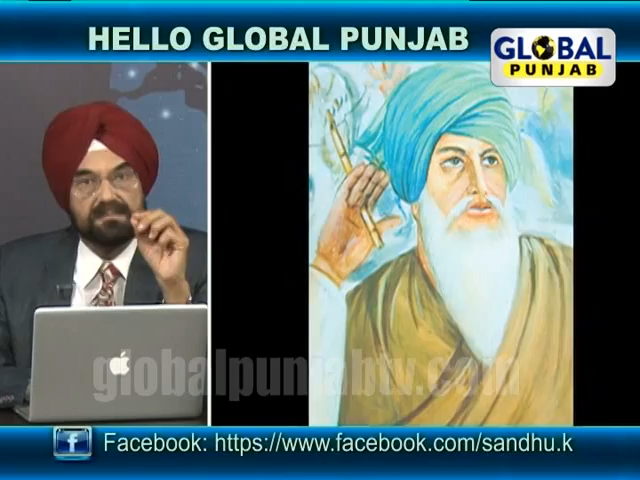 HELLO GLOBAL PUNJAB
GLOBAL
PUNJAB
globalpunjabtv.com
f Facebook: https://www.facebook.com/sandhu.k